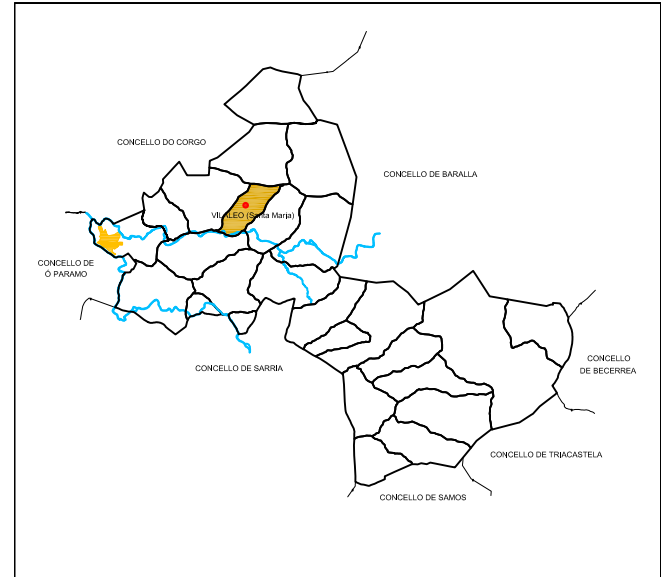 CONCELLO DO CORGO
CONCELLO DE BARALLA
VILALEO (Santa Maria)
CONCELLO DE
O PARAMO
CONCELLO DE SARRIA
CONCELLO
DE BECERREA
CONCELLO DE TRIACASTELA
CONCELLO DE SAMOS